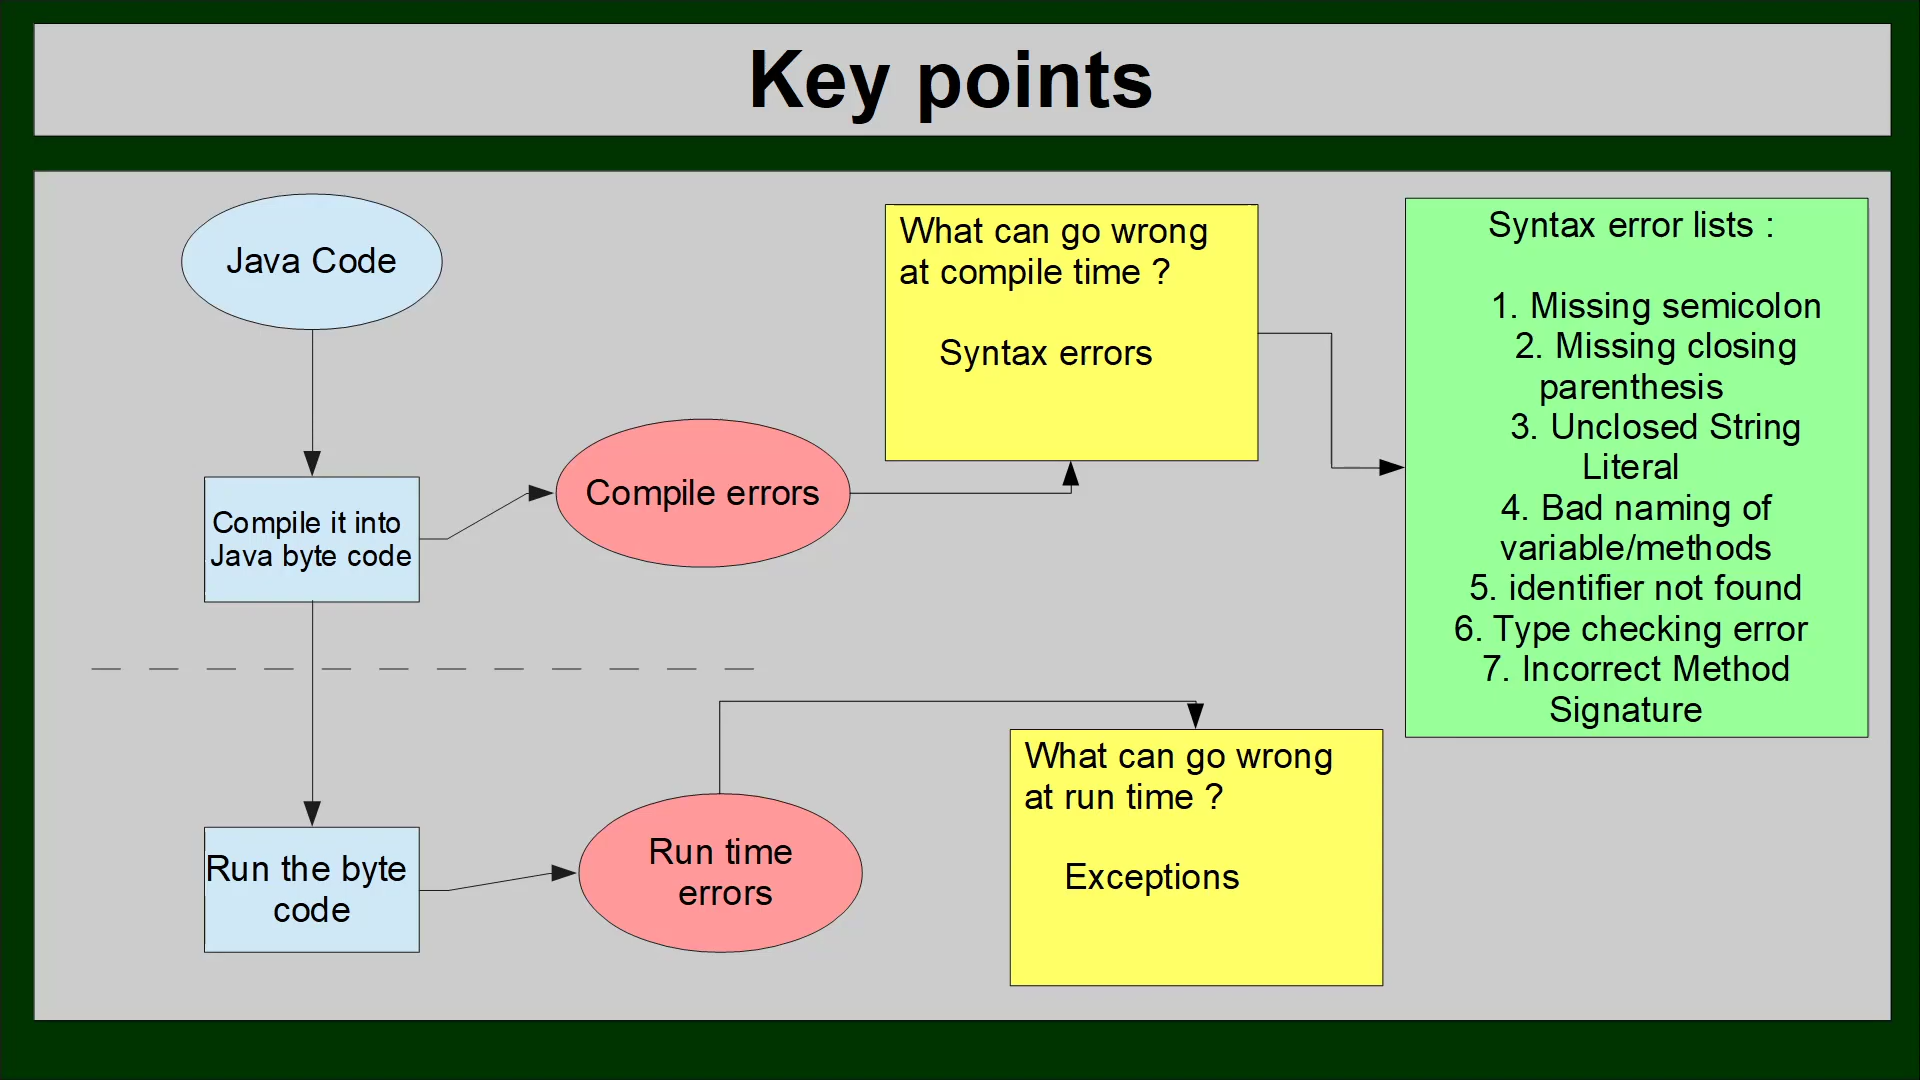 Key points
Java Code
Compile it into
Java byte code
Compile errors
What can go wrong
at compile time ?
Syntax errors
Syntax error lists :
1. Missing semicolon
2. Missing closing
parenthesis
3. Unclosed String
Literal
4. Bad naming of
variable/methods
5. identifier not found
6. Type checking error
7. Incorrect Method
Signature
Run the byte
code
Run time
errors
What can go wrong
at run time ?
Exceptions